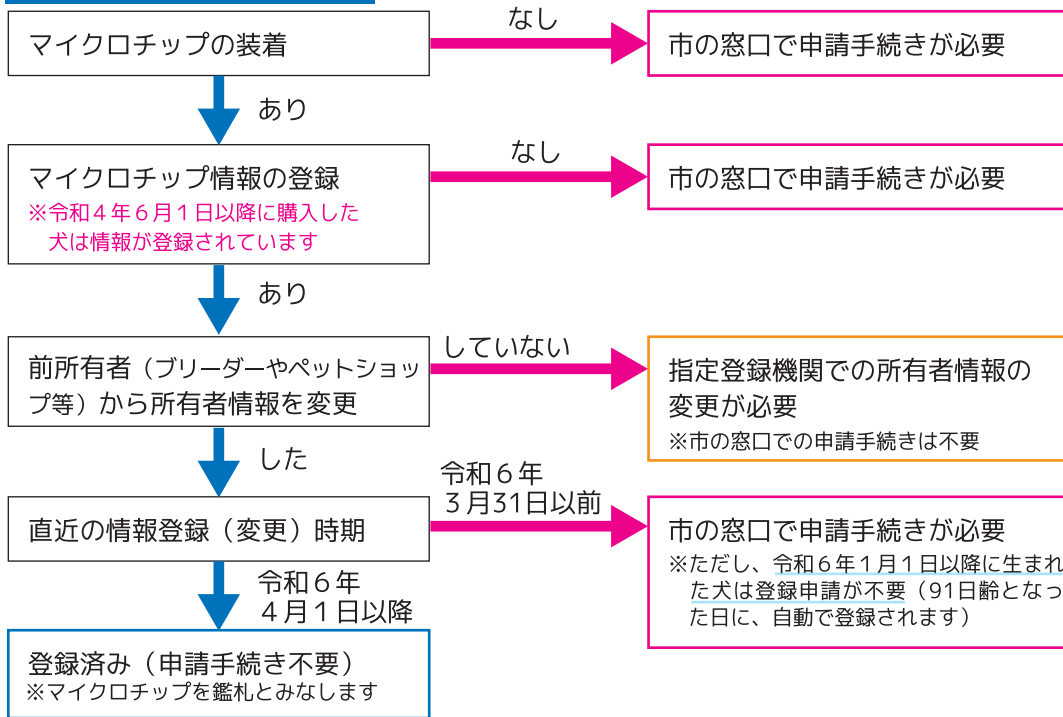 マイクロチップの装着
なし
市の窓口で申請手続きが必要
あり
マイクロチップ情報の登録
※令和４年６月１日以降に購入した
犬は情報が登録されています
なし
市の窓口で申請手続きが必要
あり
前所有者（ブリーダーやペットショッ
プ等）から所有者情報を変更
していない
指定登録機関での所有者情報の
変更が必要
※市の窓口での申請手続きは不要
した
直近の情報登録（変更）時期
令和６年
３月31日以前
市の窓口で申請手続きが必要
※ただし、令和６年１月１日以降に生まれ
た犬は登録申請が不要（91日齢となっ
た日に、自動で登録されます）
令和６年
４月１日以降
登録済み（申請手続き不要）
※マイクロチップを鑑札とみなします